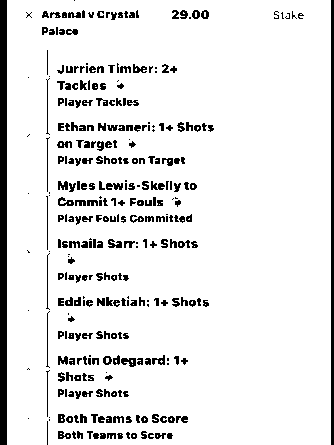 × Arsenal v Crystal Palace 29.00 Stake
Jurrien Timber: 2+
Tackles
Player Tackles
Ethan Nwaneri: 1+ Shots
on Target
Player Shots on Target
Myles Lewis-Skelly to
Commit 1+ Fouls
Player Fouls Committed
Ismaila Sarr: 1+ Shots
Player Shots
Eddie Nketiah: 1+ Shots
Player Shots
Martin Odegaard: 1+
Shots
Player Shots
Both Teams to Score
Both Teams to Score